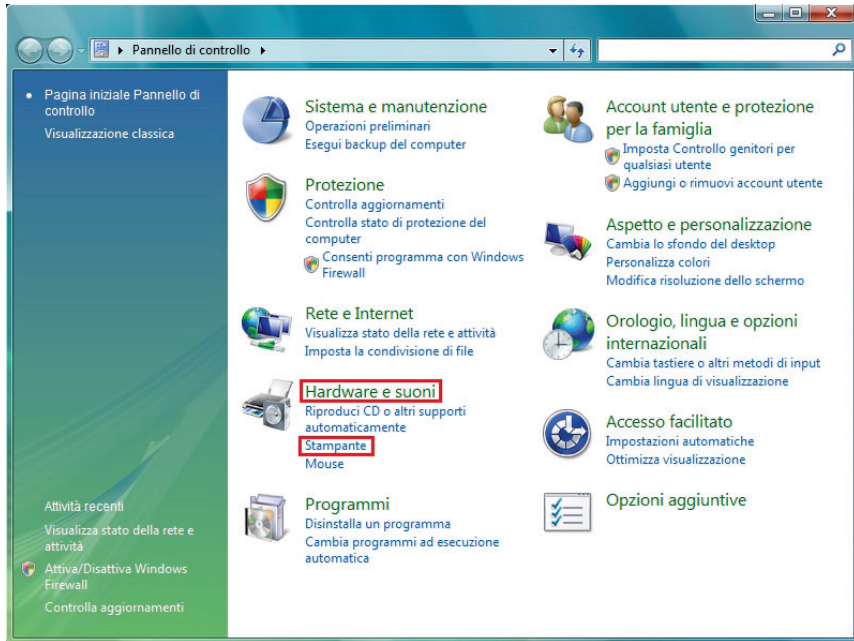 Pannello di controllo
Pagina iniziale Pannello di
controllo
Visualizzazione classica
Attività recenti
Visualizza stato della rete e
attività
Attiva/Disattiva Windows
Firewall
Controlla aggiornamenti
Sistema e manutenzione
Operazioni preliminari
Esegui backup del computer
Protezione
Controlla aggiornamenti
Controlla stato di protezione del
computer
Consenti programma con Windows
Firewall
Rete e Internet
Visualizza stato della rete e attività
Imposta la condivisione di file
Hardware e suoni
Riproduci CD o altri supporti
automaticamente
Stampante
Mouse
Programmi
Disinstalla un programma
Cambia programmi ad esecuzione
automatica
Account utente e protezione
per la famiglia
Imposta Controllo genitori per
qualsiasi utente
Aggiungi o rimuovi account utente
Aspetto e personalizzazione
Cambia lo sfondo del desktop
Personalizza colori
Modifica risoluzione dello schermo
Orologio, lingua e opzioni
internazionali
Cambia tastiere o altri metodi di input
Cambia lingua di visualizzazione
Accesso facilitato
Impostazioni automatiche
Ottimizza visualizzazione
Opzioni aggiuntive